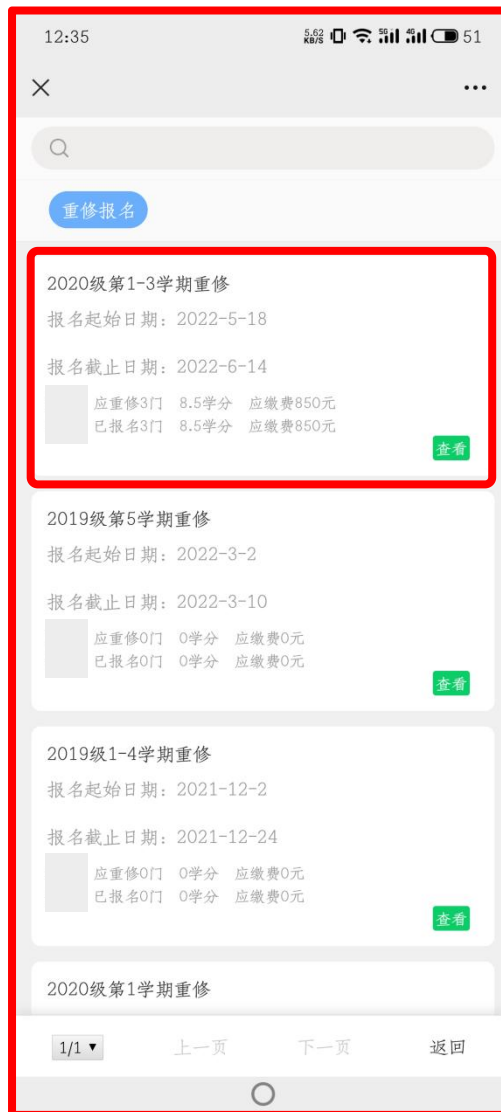 12:35 5.62 KB/S 5G 4G 51
重修报名
2020级第1-3学期重修
报名起始日期：2022-5-18
报名截止日期：2022-6-14
应重修3门 8.5学分 应缴费850元
已报名3门 8.5学分 应缴费850元
查看
2019级第5学期重修
报名起始日期：2022-3-2
报名截止日期：2022-3-10
应重修0门 0学分 应缴费0元
已报名0门 0学分 应缴费0元
查看
2019级1-4学期重修
报名起始日期：2021-12-2
报名截止日期：2021-12-24
应重修0门 0学分 应缴费0元
已报名0门 0学分 应缴费0元
查看
2020级第1学期重修
1/1 上一页 下一页 返回